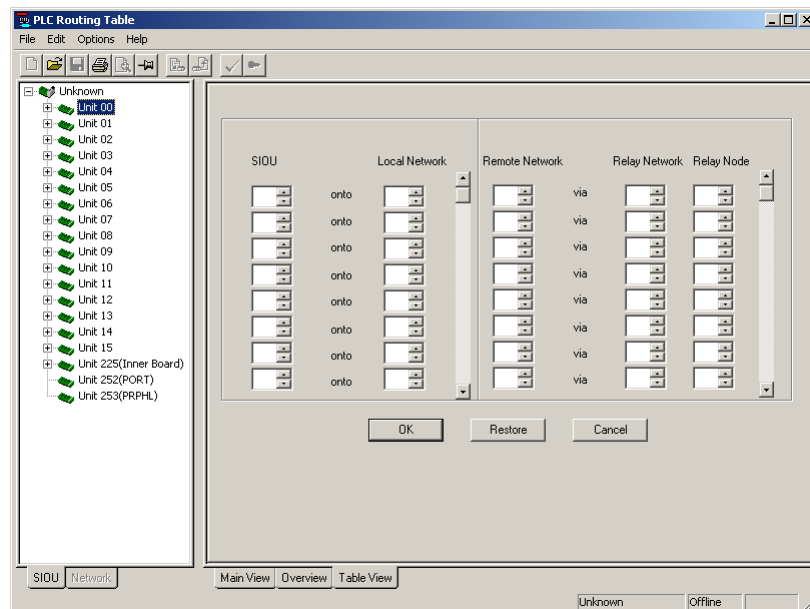 PLC Routing Table
File Edit Options Help
Unknown
Unit 00
Unit 01
Unit 02
Unit 03
Unit 04
Unit 05
Unit 06
Unit 07
Unit 08
Unit 09
Unit 10
Unit 11
Unit 12
Unit 13
Unit 14
Unit 15
Unit 225(Inner Board)
Unit 252(PORT)
Unit 253(PRPHL)
SIOU Network
SIOU Local Network Remote Network Relay Network Relay Node
onto via
onto via
onto via
onto via
onto via
onto via
onto via
onto via
OK Restore Cancel
Main View Overview Table View
Unknown Offline